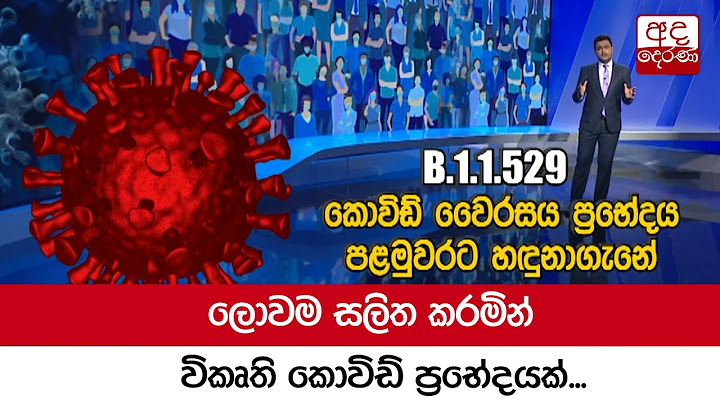 අද
දෙරණ
B.1.1.529
කොවිඩ් වෛරසය ප්‍රභේදය
පළමුවරට හඳුනාගැනේ
ලොවම සලිත කරමින්
විකෘති කොවිඩ් ප්‍රභේදයක්...